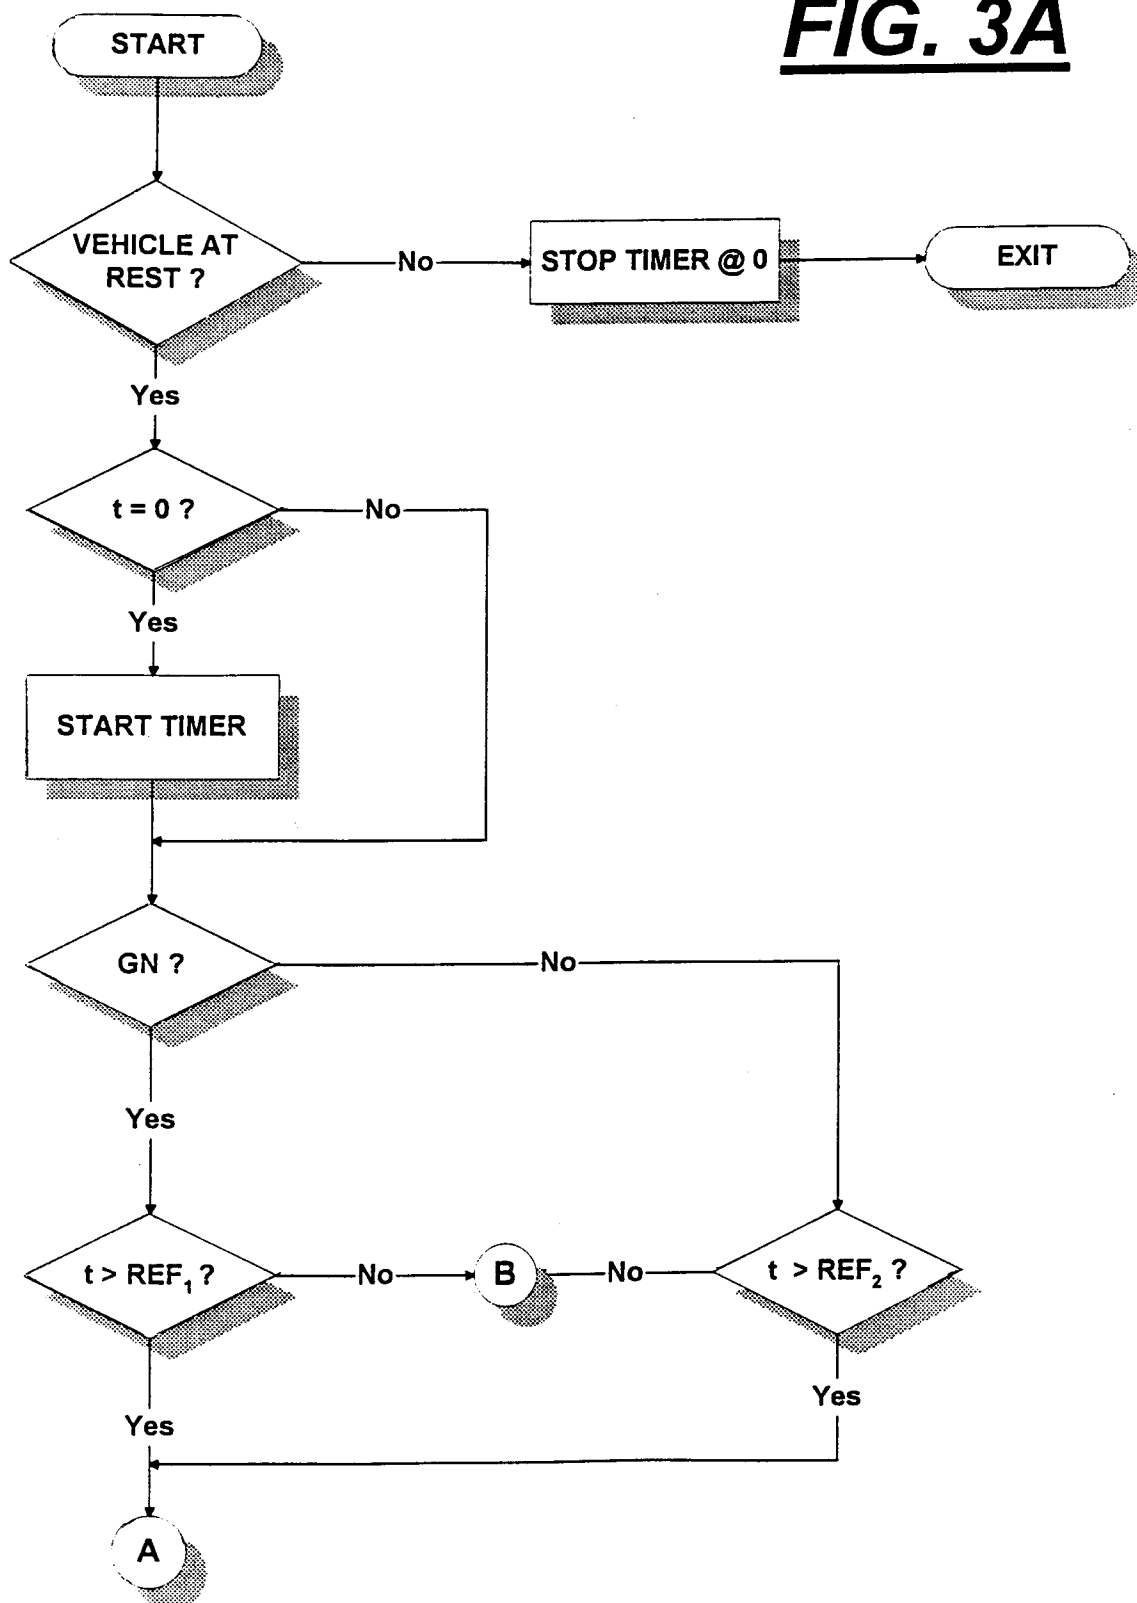 FIG. 3A
START
VEHICLE AT
REST ?
No
STOP TIMER @ 0
EXIT
Yes
t = 0 ?
No
Yes
START TIMER
GN ?
No
Yes
t > REF₁ ?
No
B
No
t > REF₂ ?
Yes
Yes
A